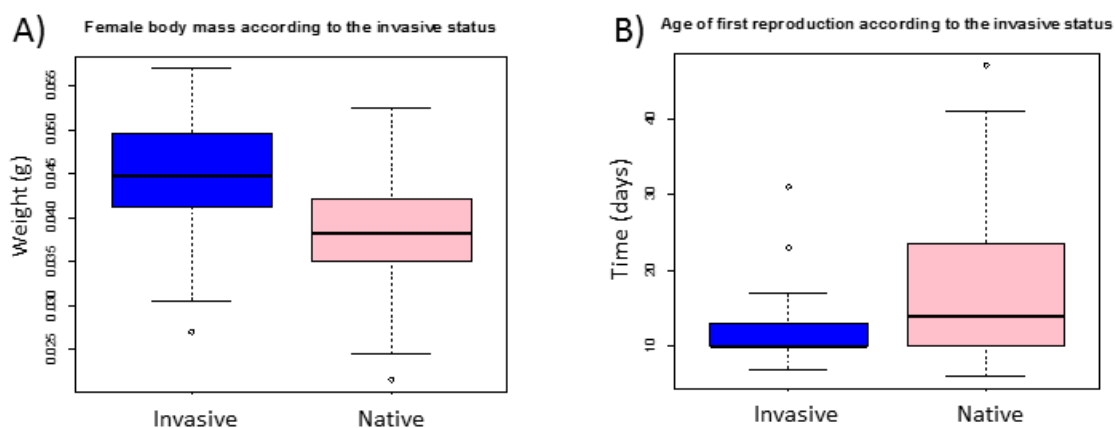 A)
Female body mass according to the invasive status
Weight (g)
0.055
0.050
0.045
0.040
0.035
0.030
0.025
Invasive
Native
B)
Age of first reproduction according to the invasive status
Time (days)
40
30
20
10
Invasive
Native